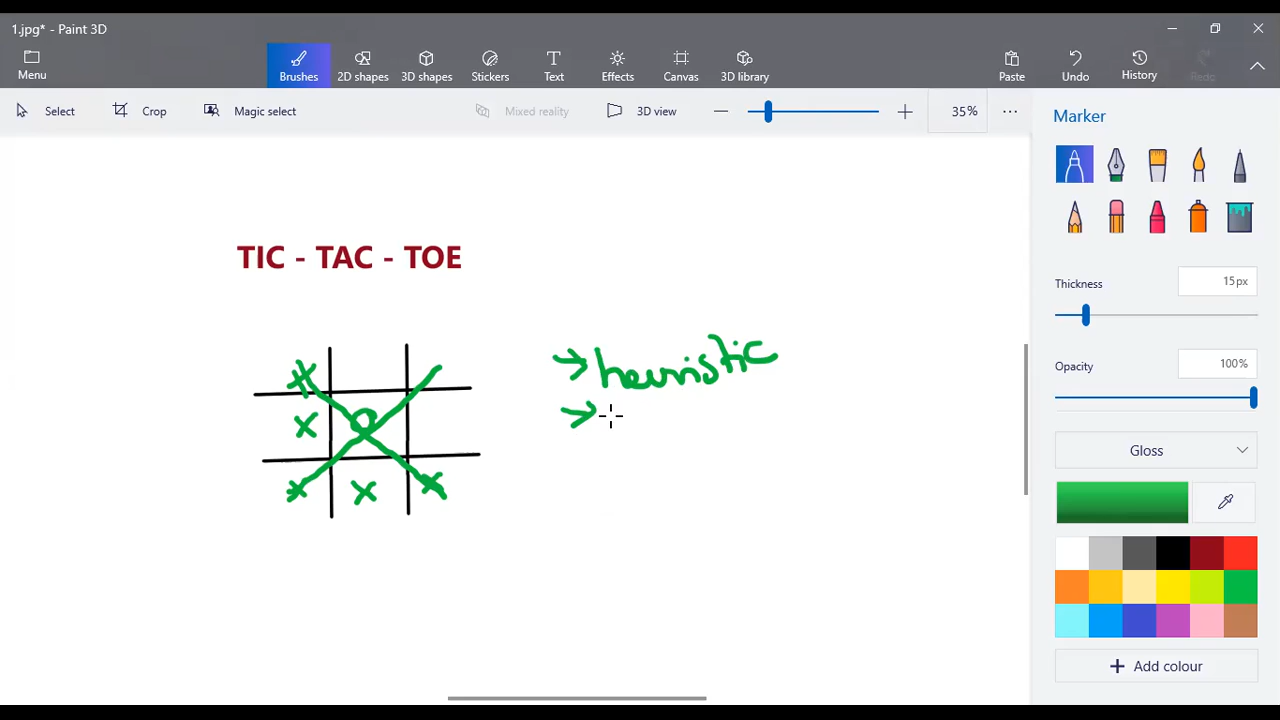 1.jpg* - Paint 3D
Menu
Brushes
2D shapes
3D shapes
Stickers
Text
Effects
Canvas
3D library
Paste
Undo
History
Redo
Select
Crop
Magic select
Mixed reality
3D view
35%
Marker
Thickness
15px
Opacity
100%
Gloss
Add colour
TIC - TAC - TOE
→ heuristic
→
X
X
O
X
X
X